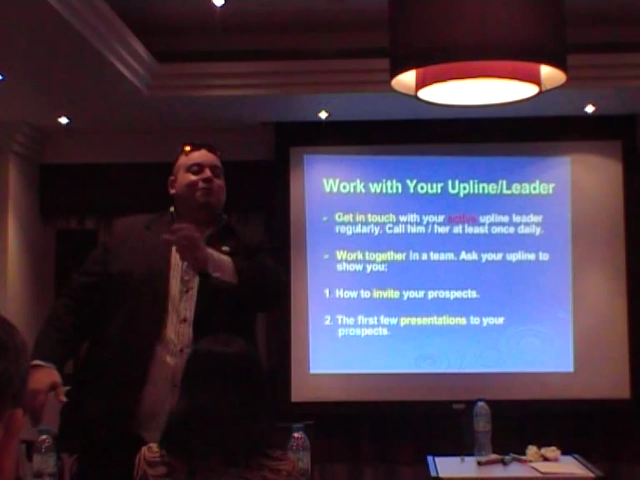 Work with Your Upline/Leader
- Get in touch with your active upline leader
regularly. Call him / her at least once daily.
- Work together in a team. Ask your upline to
show you:
1. How to invite your prospects.
2. The first few presentations to your
prospects.